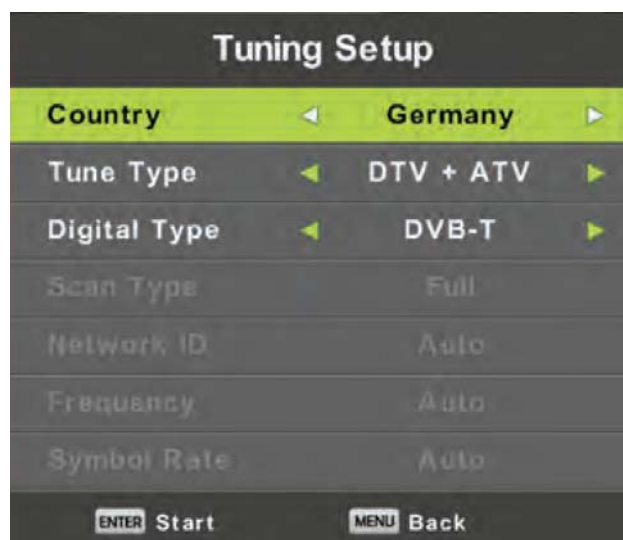 Tuning Setup
Country Germany
Tune Type DTV + ATV
Digital Type DVB-T
Scan Type Full
Network ID Auto
Frequency Auto
Symbol Rate Auto
ENTER Start MENU Back